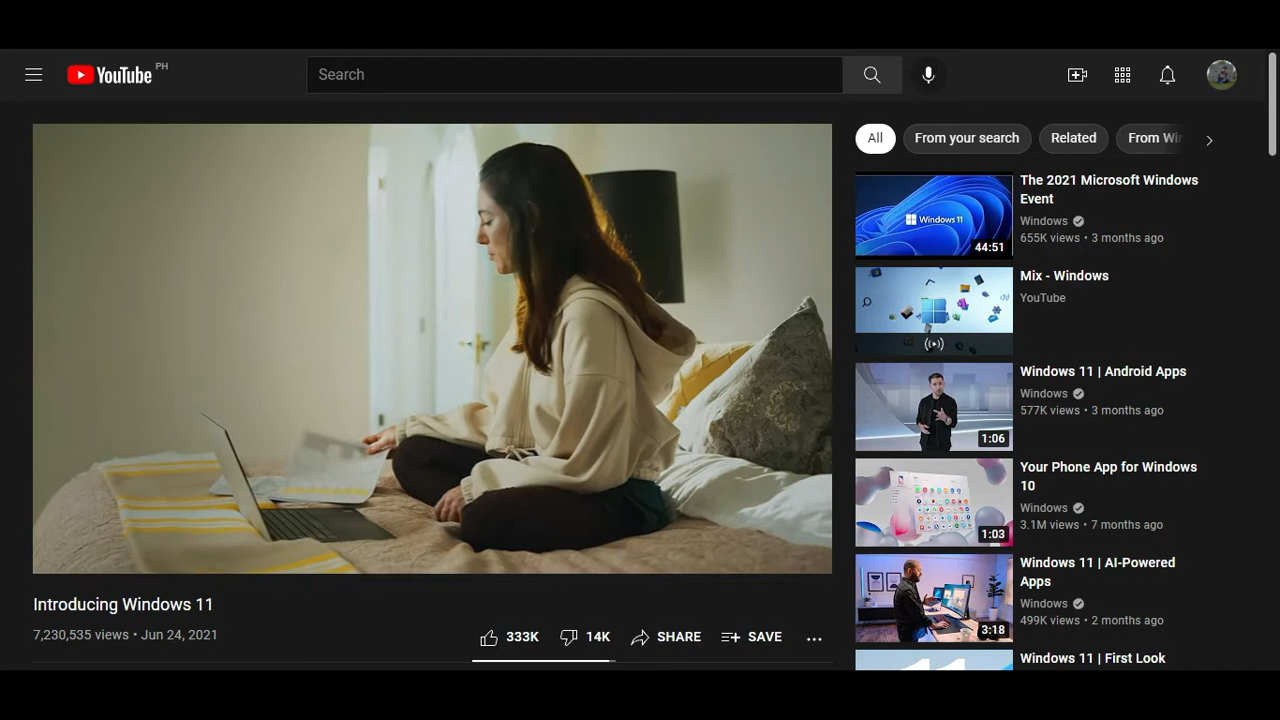 YouTube PH
Search
All
From your search
Related
From Win
Windows 11
44:51
The 2021 Microsoft Windows
Event
Windows
655K views • 3 months ago
Mix - Windows
YouTube
1:06
Windows 11 | Android Apps
Windows
577K views • 3 months ago
1:03
Your Phone App for Windows
10
Windows
3.1M views • 7 months ago
3:18
Windows 11 | AI-Powered
Apps
Windows
499K views • 2 months ago
Windows 11 | First Look
Introducing Windows 11
7,230,535 views • Jun 24, 2021
333K
14K
SHARE
SAVE